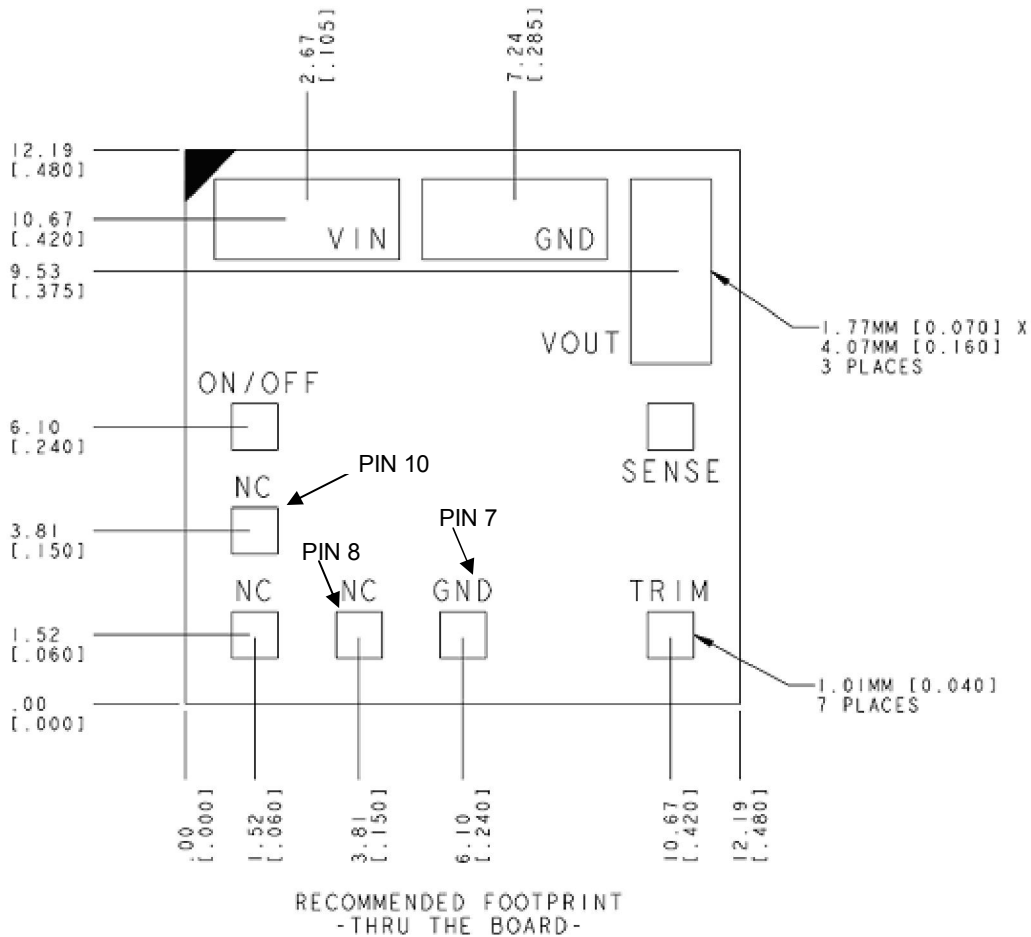 2.67
[.105]
7.24
[.285]
12.19
[.480]
10.67
[.420]
VIN
GND
9.53
[.375]
VOUT
1.77MM [0.070] X
4.07MM [0.160]
3 PLACES
ON/OFF
6.10
[.240]
SENSE
PIN 10
NC
3.81
[.150]
PIN 7
PIN 8
NC
NC
GND
TRIM
1.52
[.060]
1.01MM [0.040]
7 PLACES
.00
[.000]
.00
[.000]
1.52
[.060]
3.81
[.150]
6.10
[.240]
10.67
[.420]
12.19
[.480]
RECOMMENDED FOOTPRINT
-THRU THE BOARD-